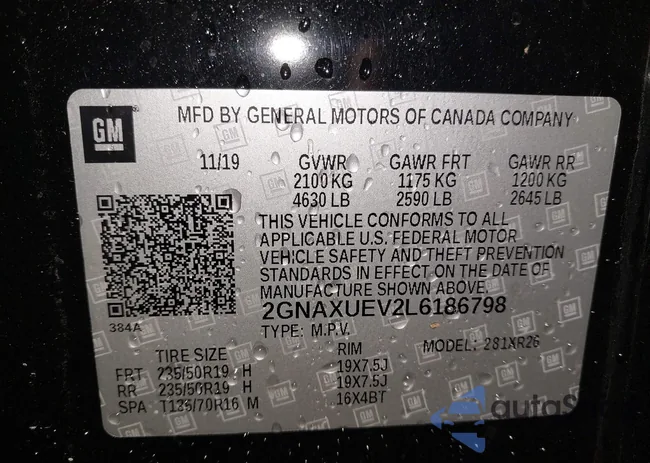 GM
MFD BY GENERAL MOTORS OF CANADA COMPANY
11/19 GVWR GAWR FRT GAWR RR
2100 KG 1175 KG 1200 KG
4630 LB 2590 LB 2645 LB
THIS VEHICLE CONFORMS TO ALL
APPLICABLE U.S. FEDERAL MOTOR
VEHICLE SAFETY AND THEFT PREVENTION
STANDARDS IN EFFECT ON THE DATE OF
MANUFACTURE SHOWN ABOVE.
384A
2GNAXUEV2L6186798
TYPE: M.P.V. MODEL: 281XR26
TIRE SIZE RIM
FRT 235/50R19 H 19X7.5J
RR 235/50R19 H 19X7.5J
SPA T135/70R16 M 16X4BT